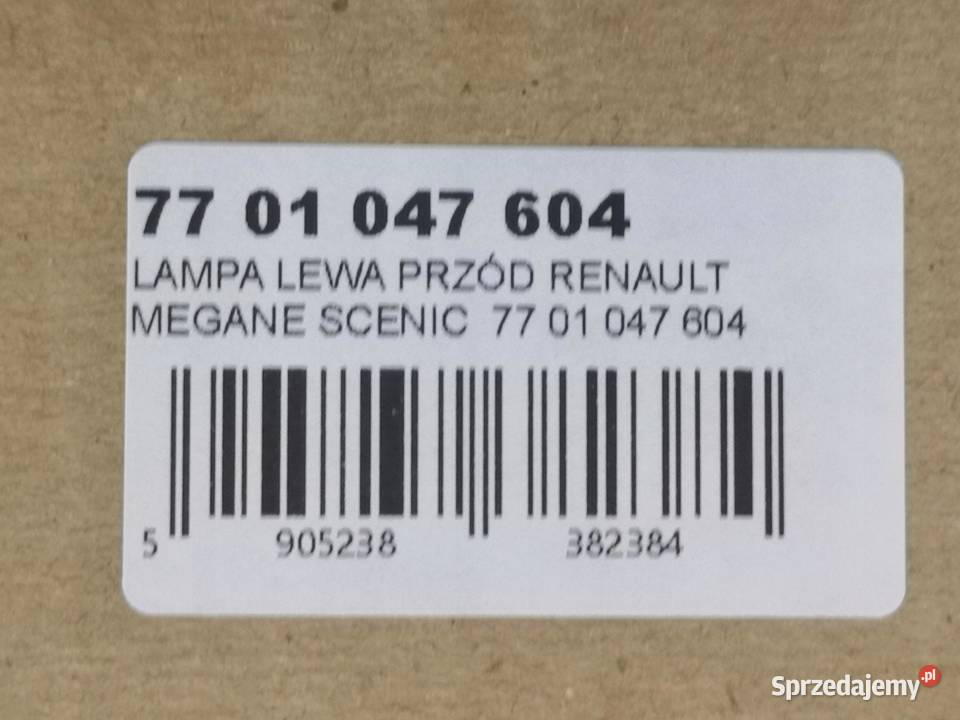 77 01 047 604
LAMPA LEWA PRZÓD RENAULT
MEGANE SCENIC 77 01 047 604
5 905238 382384
Sprzedajemy.pl